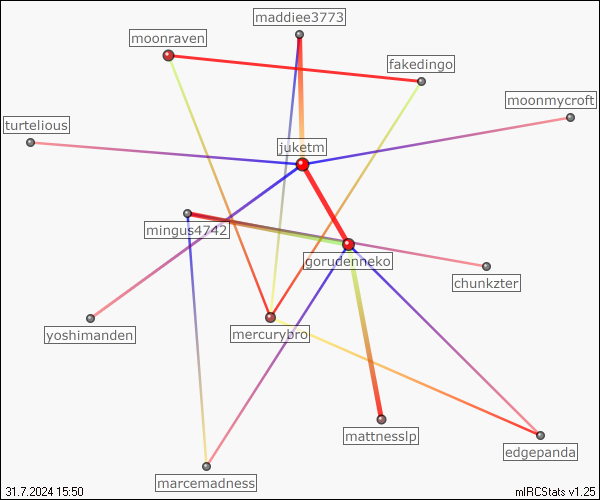 maddiee3773
moonraven
fakedingo
moonmycroft
turtelious
juketm
mingus4742
gorudenneko
chunkzter
yoshimanden
mercurybro
mattnesslp
edgepanda
marcemadness
31.7.2024 15:50
mIRCStats v1.25